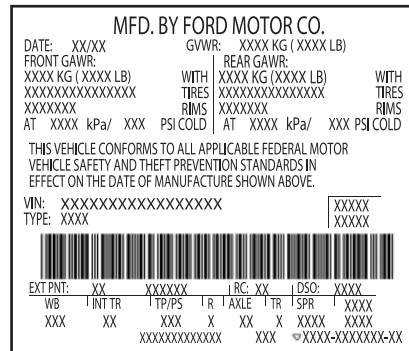 MFD. BY FORD MOTOR CO.
DATE: XX/XX GVWR: XXXX KG ( XXXX LB)
FRONT GAWR: REAR GAWR:
XXXX KG ( XXXX LB) WITH XXXX KG (XXXX LB) WITH
XXXXXXXXXXXXXXX TIRES XXXXXXXXXXXXXXX TIRES
XXXXXXX RIMS XXXXXXX RIMS
AT XXXX kPa/ XXX PSI COLD AT XXXX kPa/ XXX PSI COLD
THIS VEHICLE CONFORMS TO ALL APPLICABLE FEDERAL MOTOR
VEHICLE SAFETY AND THEFT PREVENTION STANDARDS IN
EFFECT ON THE DATE OF MANUFACTURE SHOWN ABOVE.
VIN: XXXXXXXXXXXXXXXXX XXXXX
TYPE: XXXX XXXXX
EXT PNT: XX XXXXXX RC: XX DSO: XXXX
WB INT TR TP/PS R AXLE TR SPR XXXX
XXX XX XXX X XX X XXXX XXXX
XXXXXXXXXXXXX XXX XXXX-XXXXXXX-XX